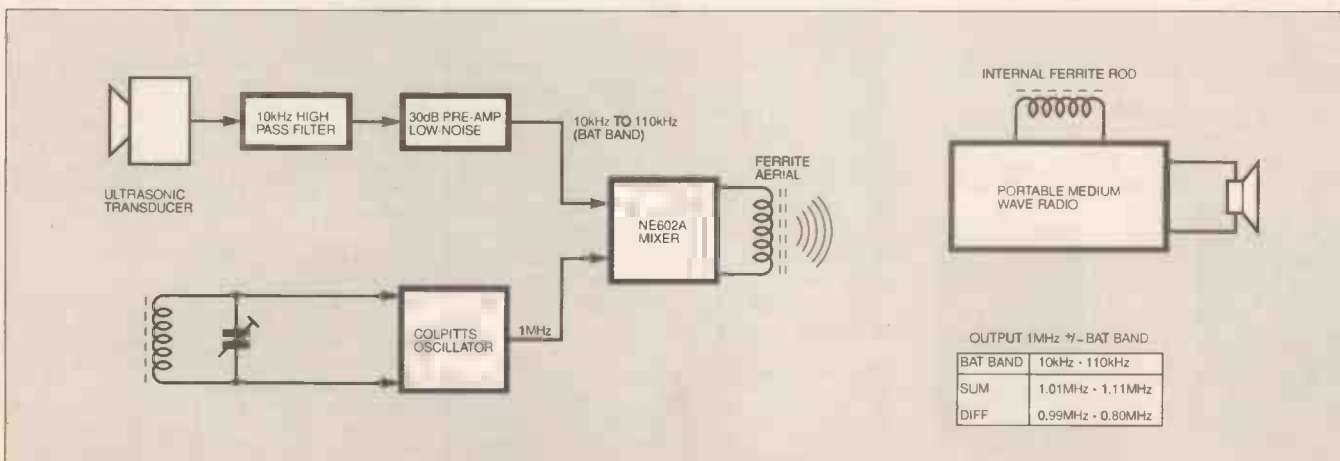 ULTRASONIC
TRANSDUCER
10kHz HIGH
PASS FILTER
30dB PRE-AMP
LOW-NOISE
10kHz TO 110kHz
(BAT BAND)
COLPITTS
OSCILLATOR
1MHz
NE602A
MIXER
FERRITE
AERIAL
INTERNAL FERRITE ROD
PORTABLE MEDIUM
WAVE RADIO
OUTPUT 1MHz +/- BAT BAND
BAT BAND 10kHz - 110kHz
SUM 1.01MHz - 1.11MHz
DIFF 0.99MHz - 0.80MHz